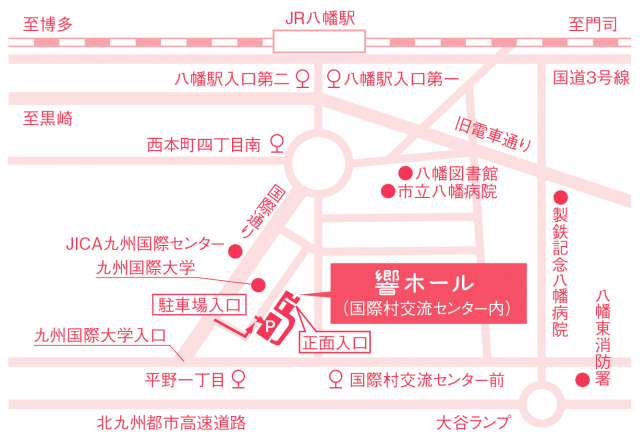 JR八幡駅
至博多
至門司
八幡駅入口第二
八幡駅入口第一
国道3号線
至黒崎
旧電車通り
西本町四丁目南
八幡図書館
市立八幡病院
国際通り
製鉄記念八幡病院
JICA九州国際センター
九州国際大学
響ホール
(国際村交流センター内)
駐車場入口
P
正面入口
八幡東消防署
九州国際大学入口
平野一丁目
国際村交流センター前
北九州都市高速道路
大谷ランプ